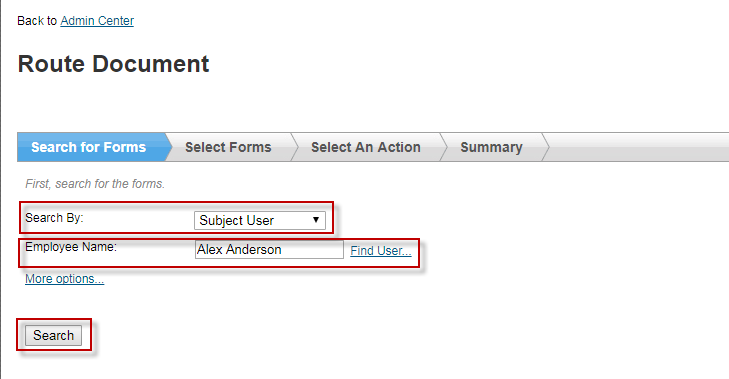 Back to Admin Center
Route Document
Search for Forms Select Forms Select An Action Summary
First, search for the forms.
Search By: Subject User
Employee Name: Alex Anderson Find User...
More options...
Search